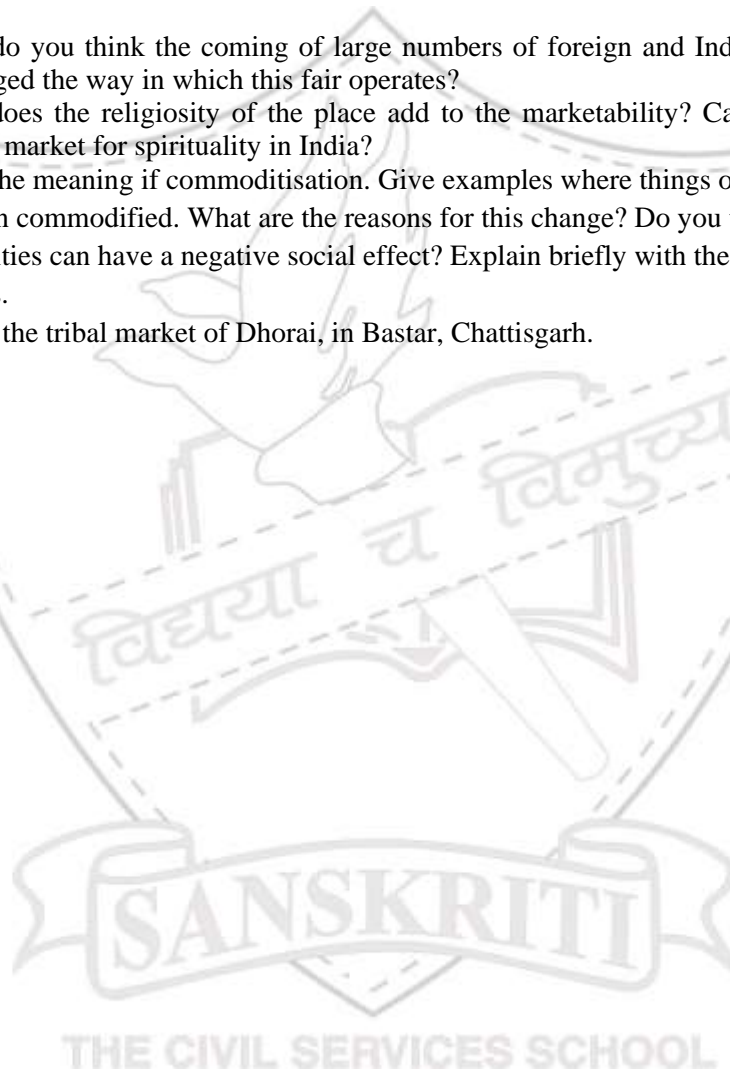 do you think the coming of large numbers of foreign and Ind
ged the way in which this fair operates?
does the religiosity of the place add to the marketability? Ca
market for spirituality in India?
he meaning if commoditisation. Give examples where things o
n commodified. What are the reasons for this change? Do you
ities can have a negative social effect? Explain briefly with the
the tribal market of Dhorai, in Bastar, Chattisgarh.
विद्यया च विमुच्य
SANSKRITI
THE CIVIL SERVICES SCHOOL